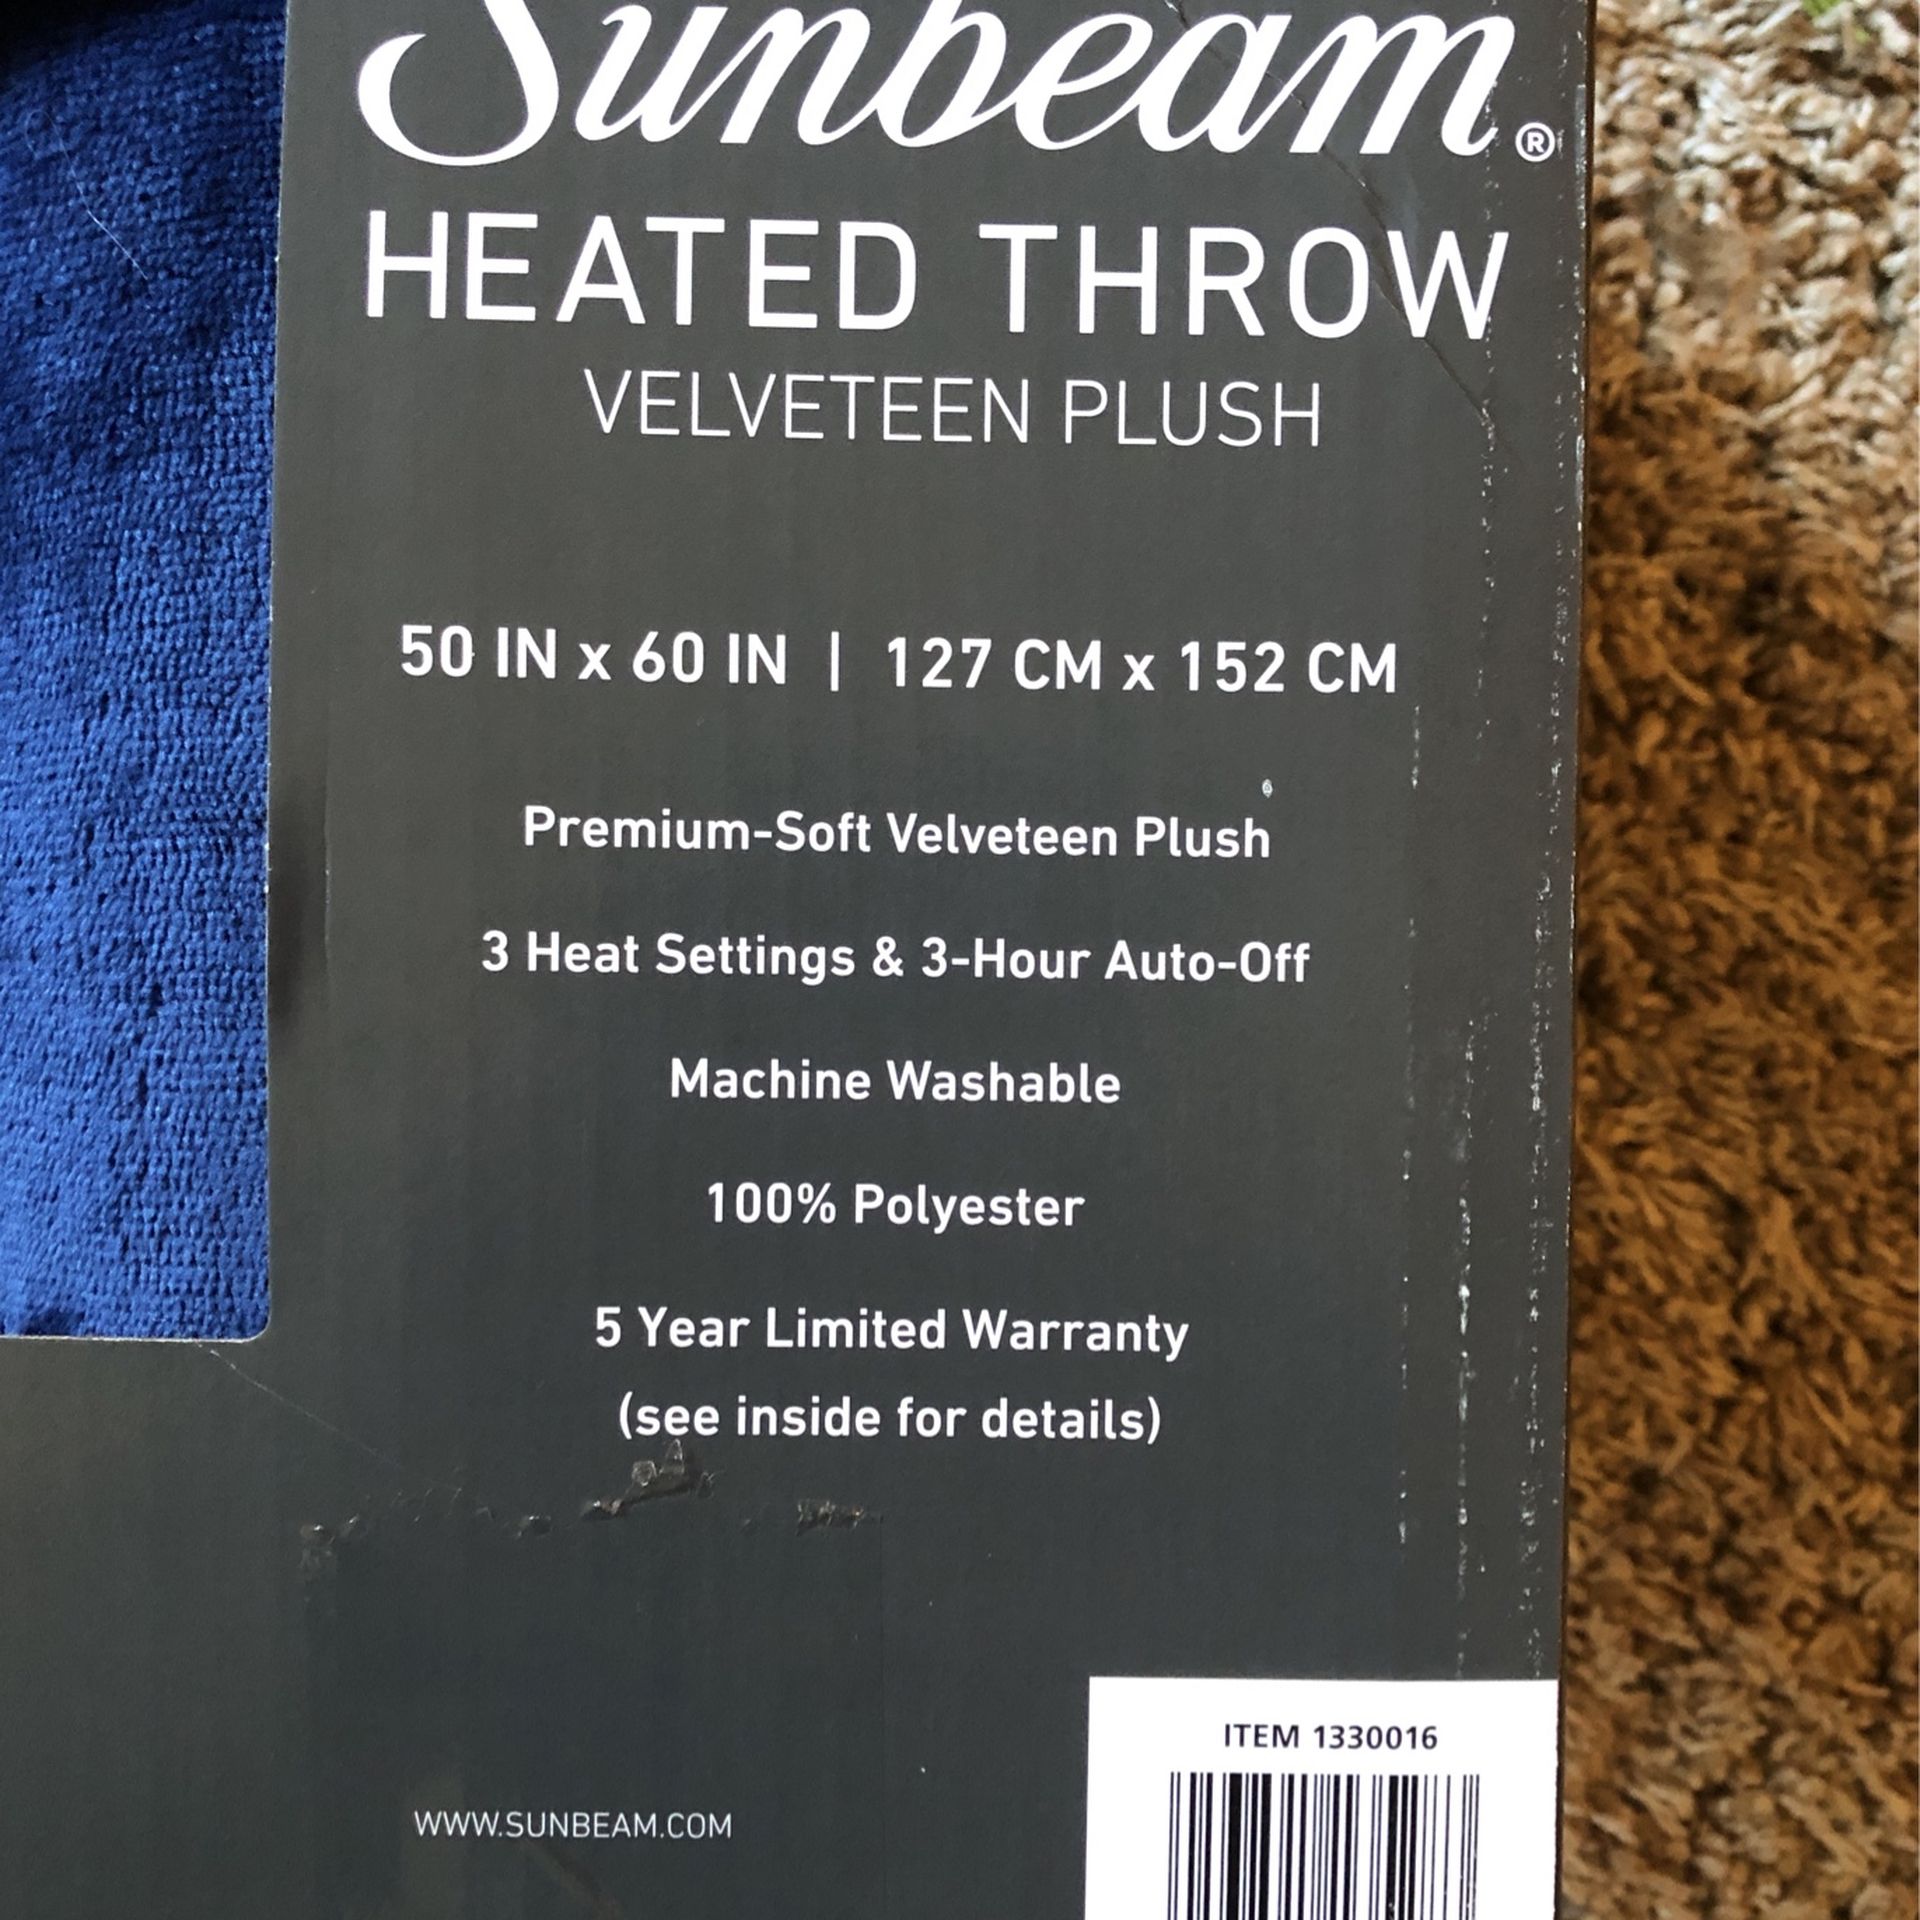 Sunbeam®
HEATED THROW
VELVETEEN PLUSH
50 IN x 60 IN | 127 CM x 152 CM
Premium-Soft Velveteen Plush
3 Heat Settings & 3-Hour Auto-Off
Machine Washable
100% Polyester
5 Year Limited Warranty
(see inside for details)
ITEM 1330016
WWW.SUNBEAM.COM